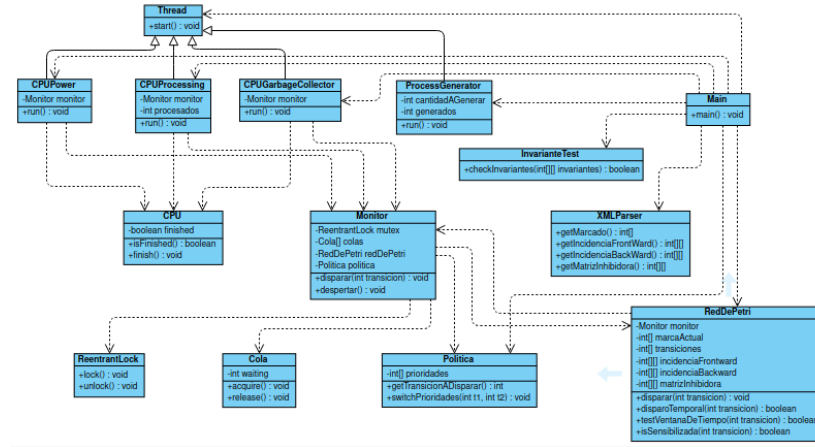 Thread
+start() : void
CPUPower
-Monitor monitor
+run() : void
CPUProcessing
-Monitor monitor
-int procesados
+run() : void
CPUGarbageCollector
-Monitor monitor
+run() : void
ProcessGenerator
-int cantidadAGenerar
-int generados
+run() : void
Main
+main() : void
InvarianteTest
+checkInvariantes(int[][] invariantes) : boolean
CPU
-boolean finished
+isFinished() : boolean
+finish() : void
Monitor
-ReentrantLock mutex
-Cola[] colas
-RedDePetri redDePetri
-Politica politica
+disparar(int transicion) : void
+despertar() : void
XMLParser
+getMarcado() : int[]
+getIncidenciaFrontWard() : int[][]
+getIncidenciaBackWard() : int[][]
+getMatrizInhibidora() : int[][]
RedDePetri
-Monitor monitor
-int[] marcaActual
-int[] transiciones
-int[][] incidenciaFrontward
-int[][] incidenciaBackward
-int[][] matrizInhibidora
+disparar(int transicion) : void
+disparoTemporal(int transicion) : boolean
+testVentanaDeTiempo(int transicion) : boolean
+isSensibilizada(int transicion) : boolean
ReentrantLock
+lock() : void
+unlock() : void
Cola
-int waiting
+acquire() : void
+release() : void
Politica
-int[] prioridades
+getTransicionADisparar() : int
+switchPrioridades(int t1, int t2) : void